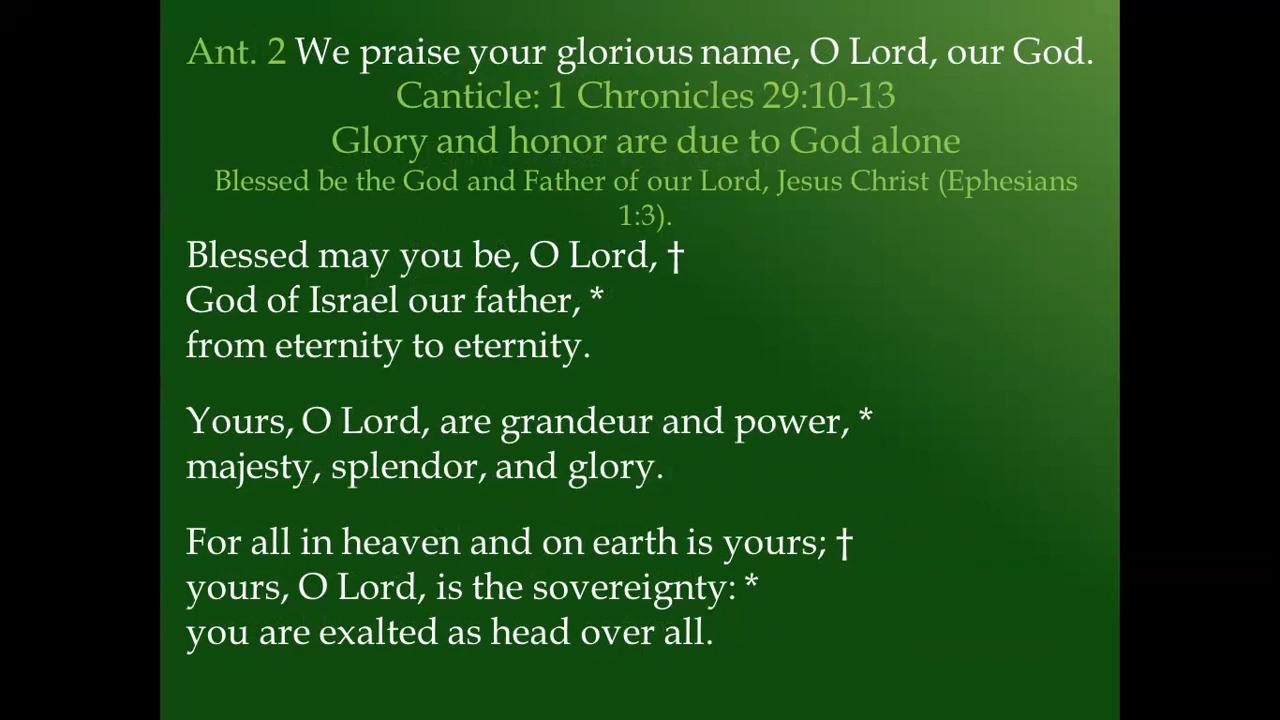 Ant. 2 We praise your glorious name, O Lord, our God.
Canticle: 1 Chronicles 29:10-13
Glory and honor are due to God alone
Blessed be the God and Father of our Lord, Jesus Christ (Ephesians
1:3).
Blessed may you be, O Lord, †
God of Israel our father, *
from eternity to eternity.
Yours, O Lord, are grandeur and power, *
majesty, splendor, and glory.
For all in heaven and on earth is yours; †
yours, O Lord, is the sovereignty: *
you are exalted as head over all.